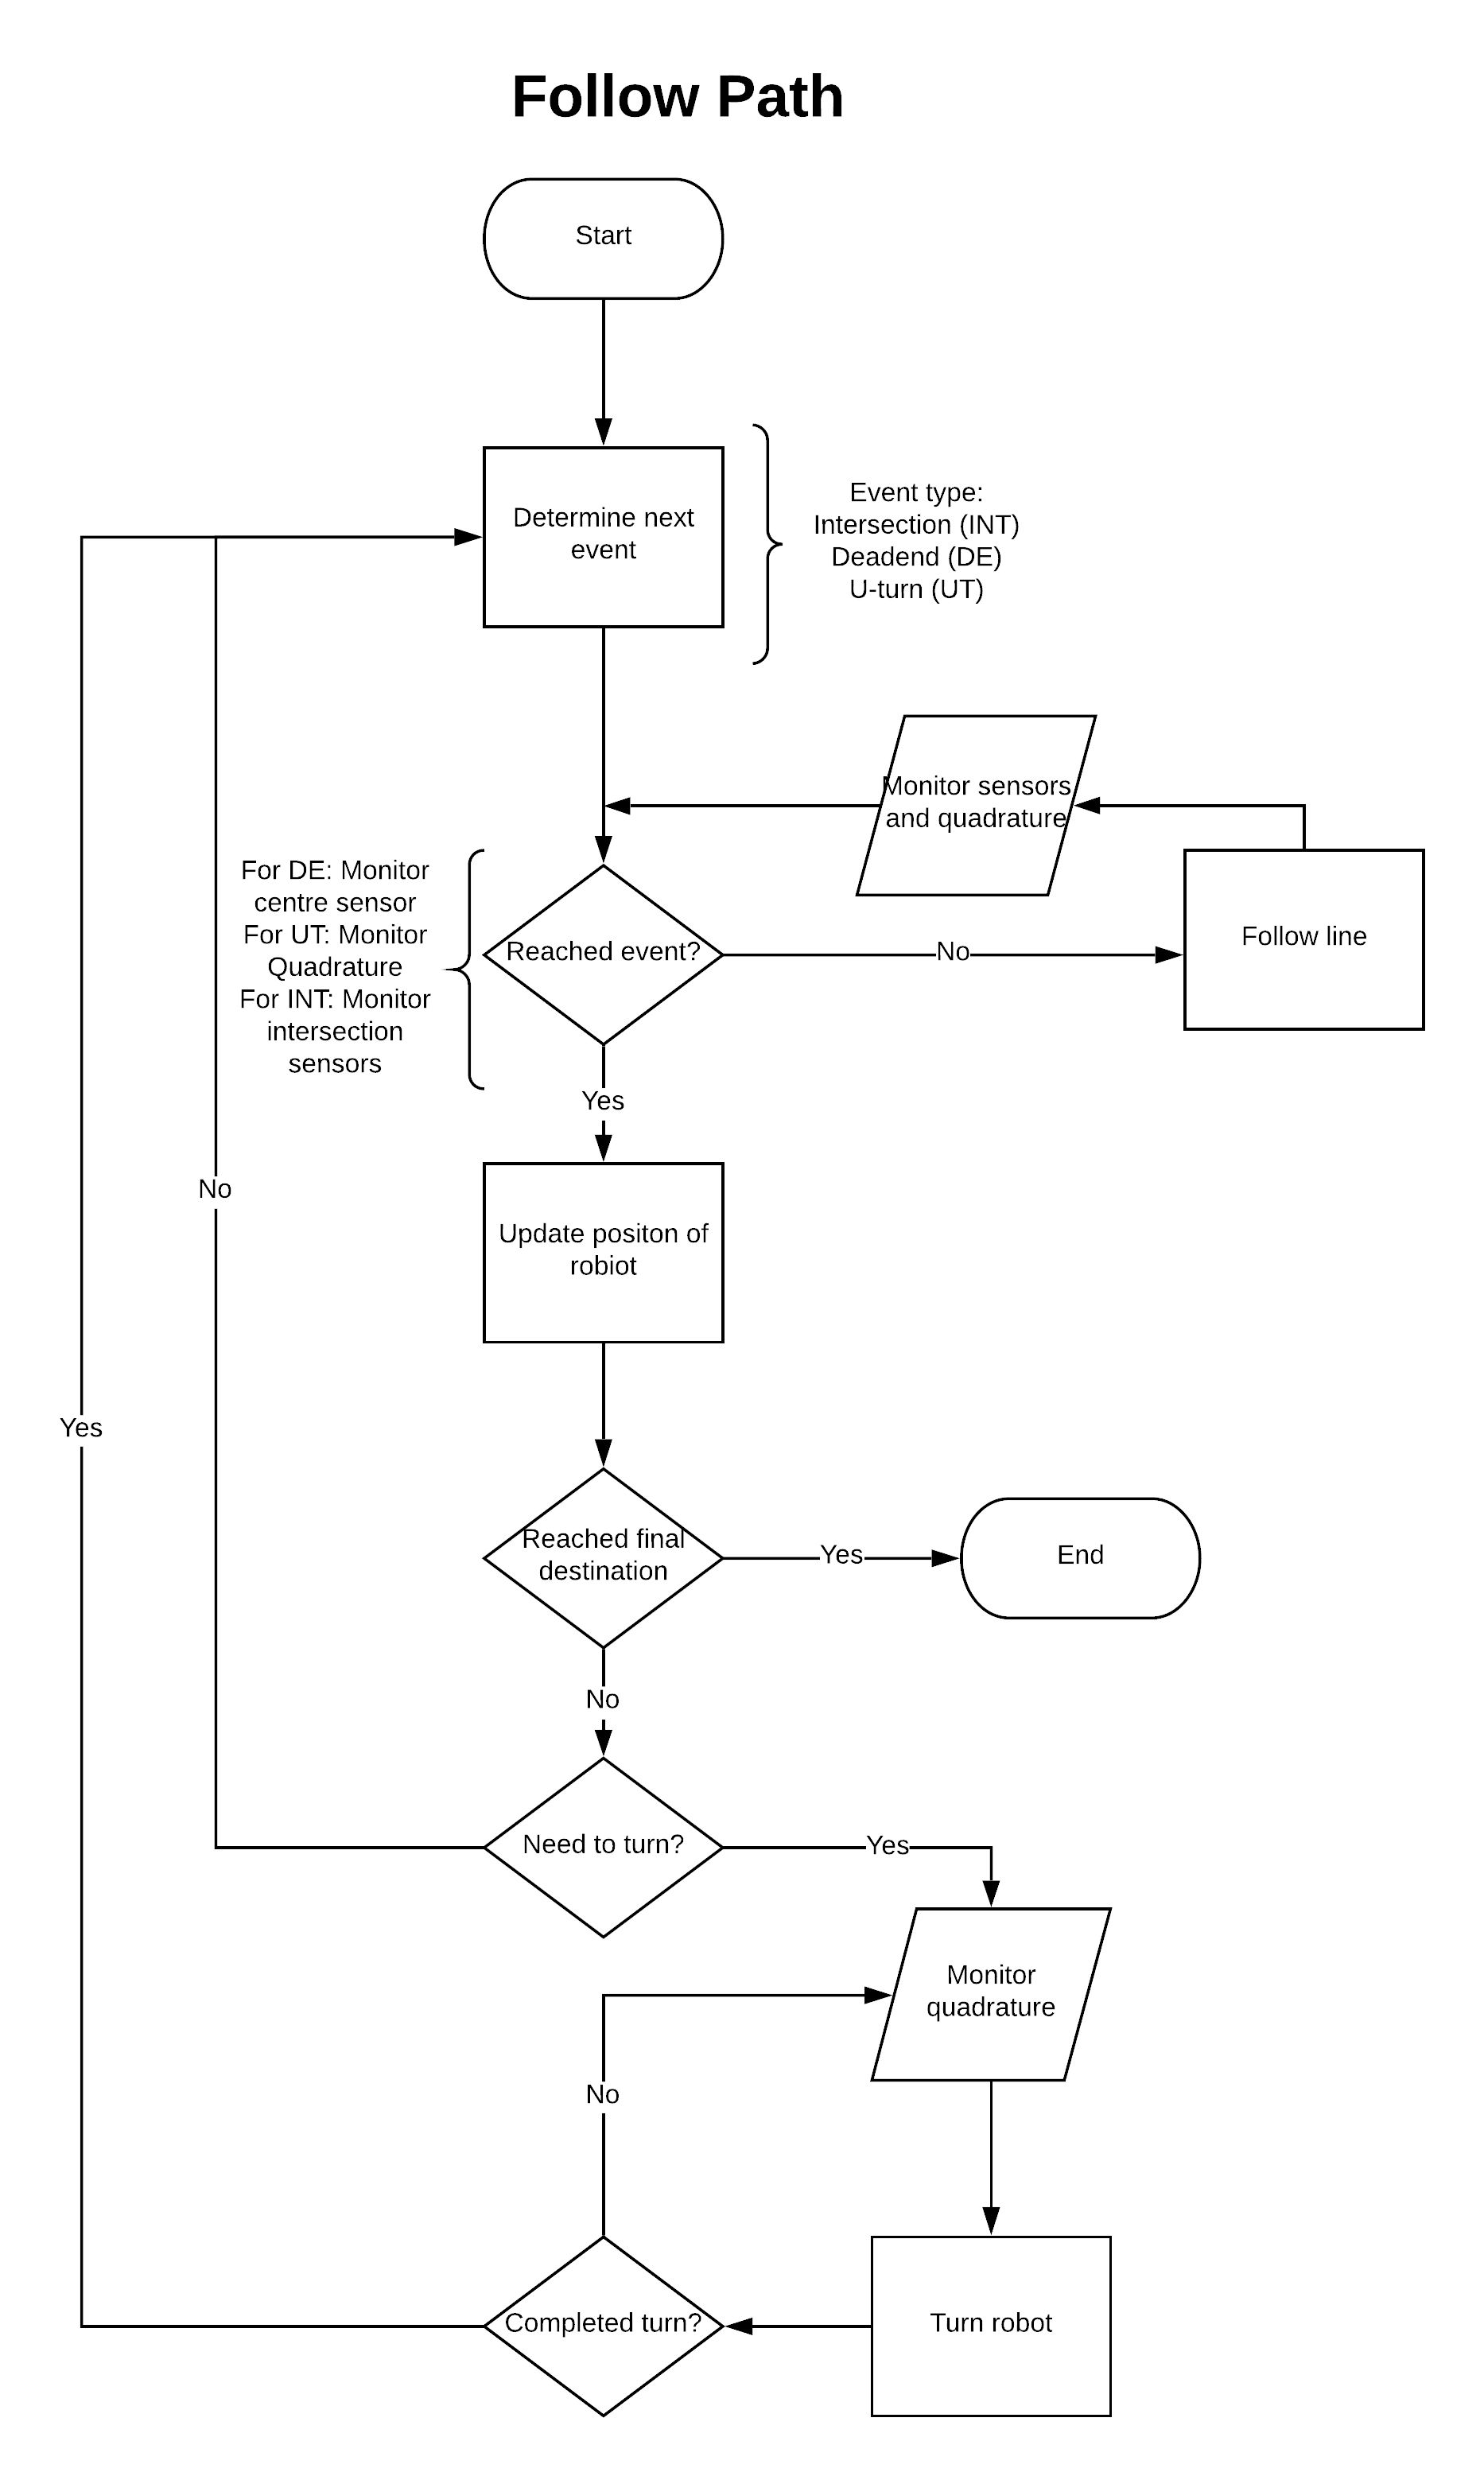 Follow Path
Start
Determine next
event
Event type:
Intersection (INT)
Deadend (DE)
U-turn (UT)
Monitor sensors
and quadrature
For DE: Monitor
centre sensor
For UT: Monitor
Quadrature
For INT: Monitor
intersection
sensors
Reached event?
No
Follow line
Yes
No
Update positon of
robiot
Yes
Reached final
destination
Yes
End
No
Need to turn?
Yes
Monitor
quadrature
No
Completed turn?
Turn robot